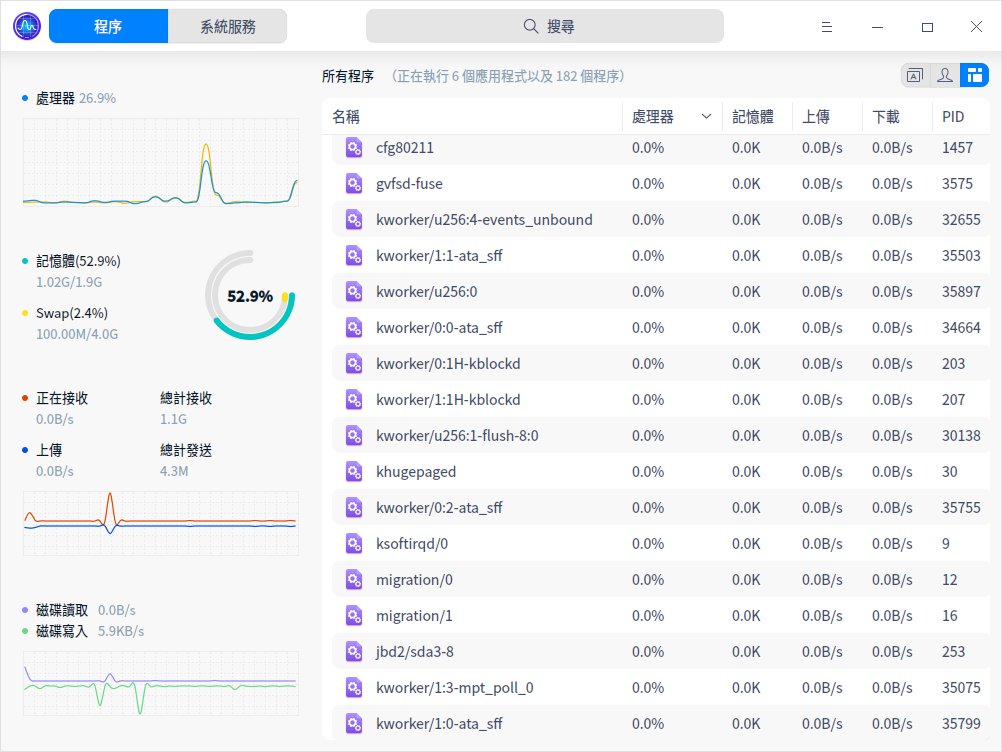 程序 系統服務 搜尋
所有程序 （正在執行 6 個應用程式以及 182 個程序）
處理器 26.9%
記憶體(52.9%)
1.02G/1.9G
Swap(2.4%)
100.00M/4.0G
52.9%
正在接收 總計接收
0.0B/s 1.1G
上傳 總計發送
0.0B/s 4.3M
磁碟讀取 0.0B/s
磁碟寫入 5.9KB/s
名稱 處理器 記憶體 上傳 下載 PID
cfg80211 0.0% 0.0K 0.0B/s 0.0B/s 1457
gvfsd-fuse 0.0% 0.0K 0.0B/s 0.0B/s 3575
kworker/u256:4-events_unbound 0.0% 0.0K 0.0B/s 0.0B/s 32655
kworker/1:1-ata_sff 0.0% 0.0K 0.0B/s 0.0B/s 35503
kworker/u256:0 0.0% 0.0K 0.0B/s 0.0B/s 35897
kworker/0:0-ata_sff 0.0% 0.0K 0.0B/s 0.0B/s 34664
kworker/0:1H-kblockd 0.0% 0.0K 0.0B/s 0.0B/s 203
kworker/1:1H-kblockd 0.0% 0.0K 0.0B/s 0.0B/s 207
kworker/u256:1-flush-8:0 0.0% 0.0K 0.0B/s 0.0B/s 30138
khugepaged 0.0% 0.0K 0.0B/s 0.0B/s 30
kworker/0:2-ata_sff 0.0% 0.0K 0.0B/s 0.0B/s 35755
ksoftirqd/0 0.0% 0.0K 0.0B/s 0.0B/s 9
migration/0 0.0% 0.0K 0.0B/s 0.0B/s 12
migration/1 0.0% 0.0K 0.0B/s 0.0B/s 16
jbd2/sda3-8 0.0% 0.0K 0.0B/s 0.0B/s 253
kworker/1:3-mpt_poll_0 0.0% 0.0K 0.0B/s 0.0B/s 35075
kworker/1:0-ata_sff 0.0% 0.0K 0.0B/s 0.0B/s 35799